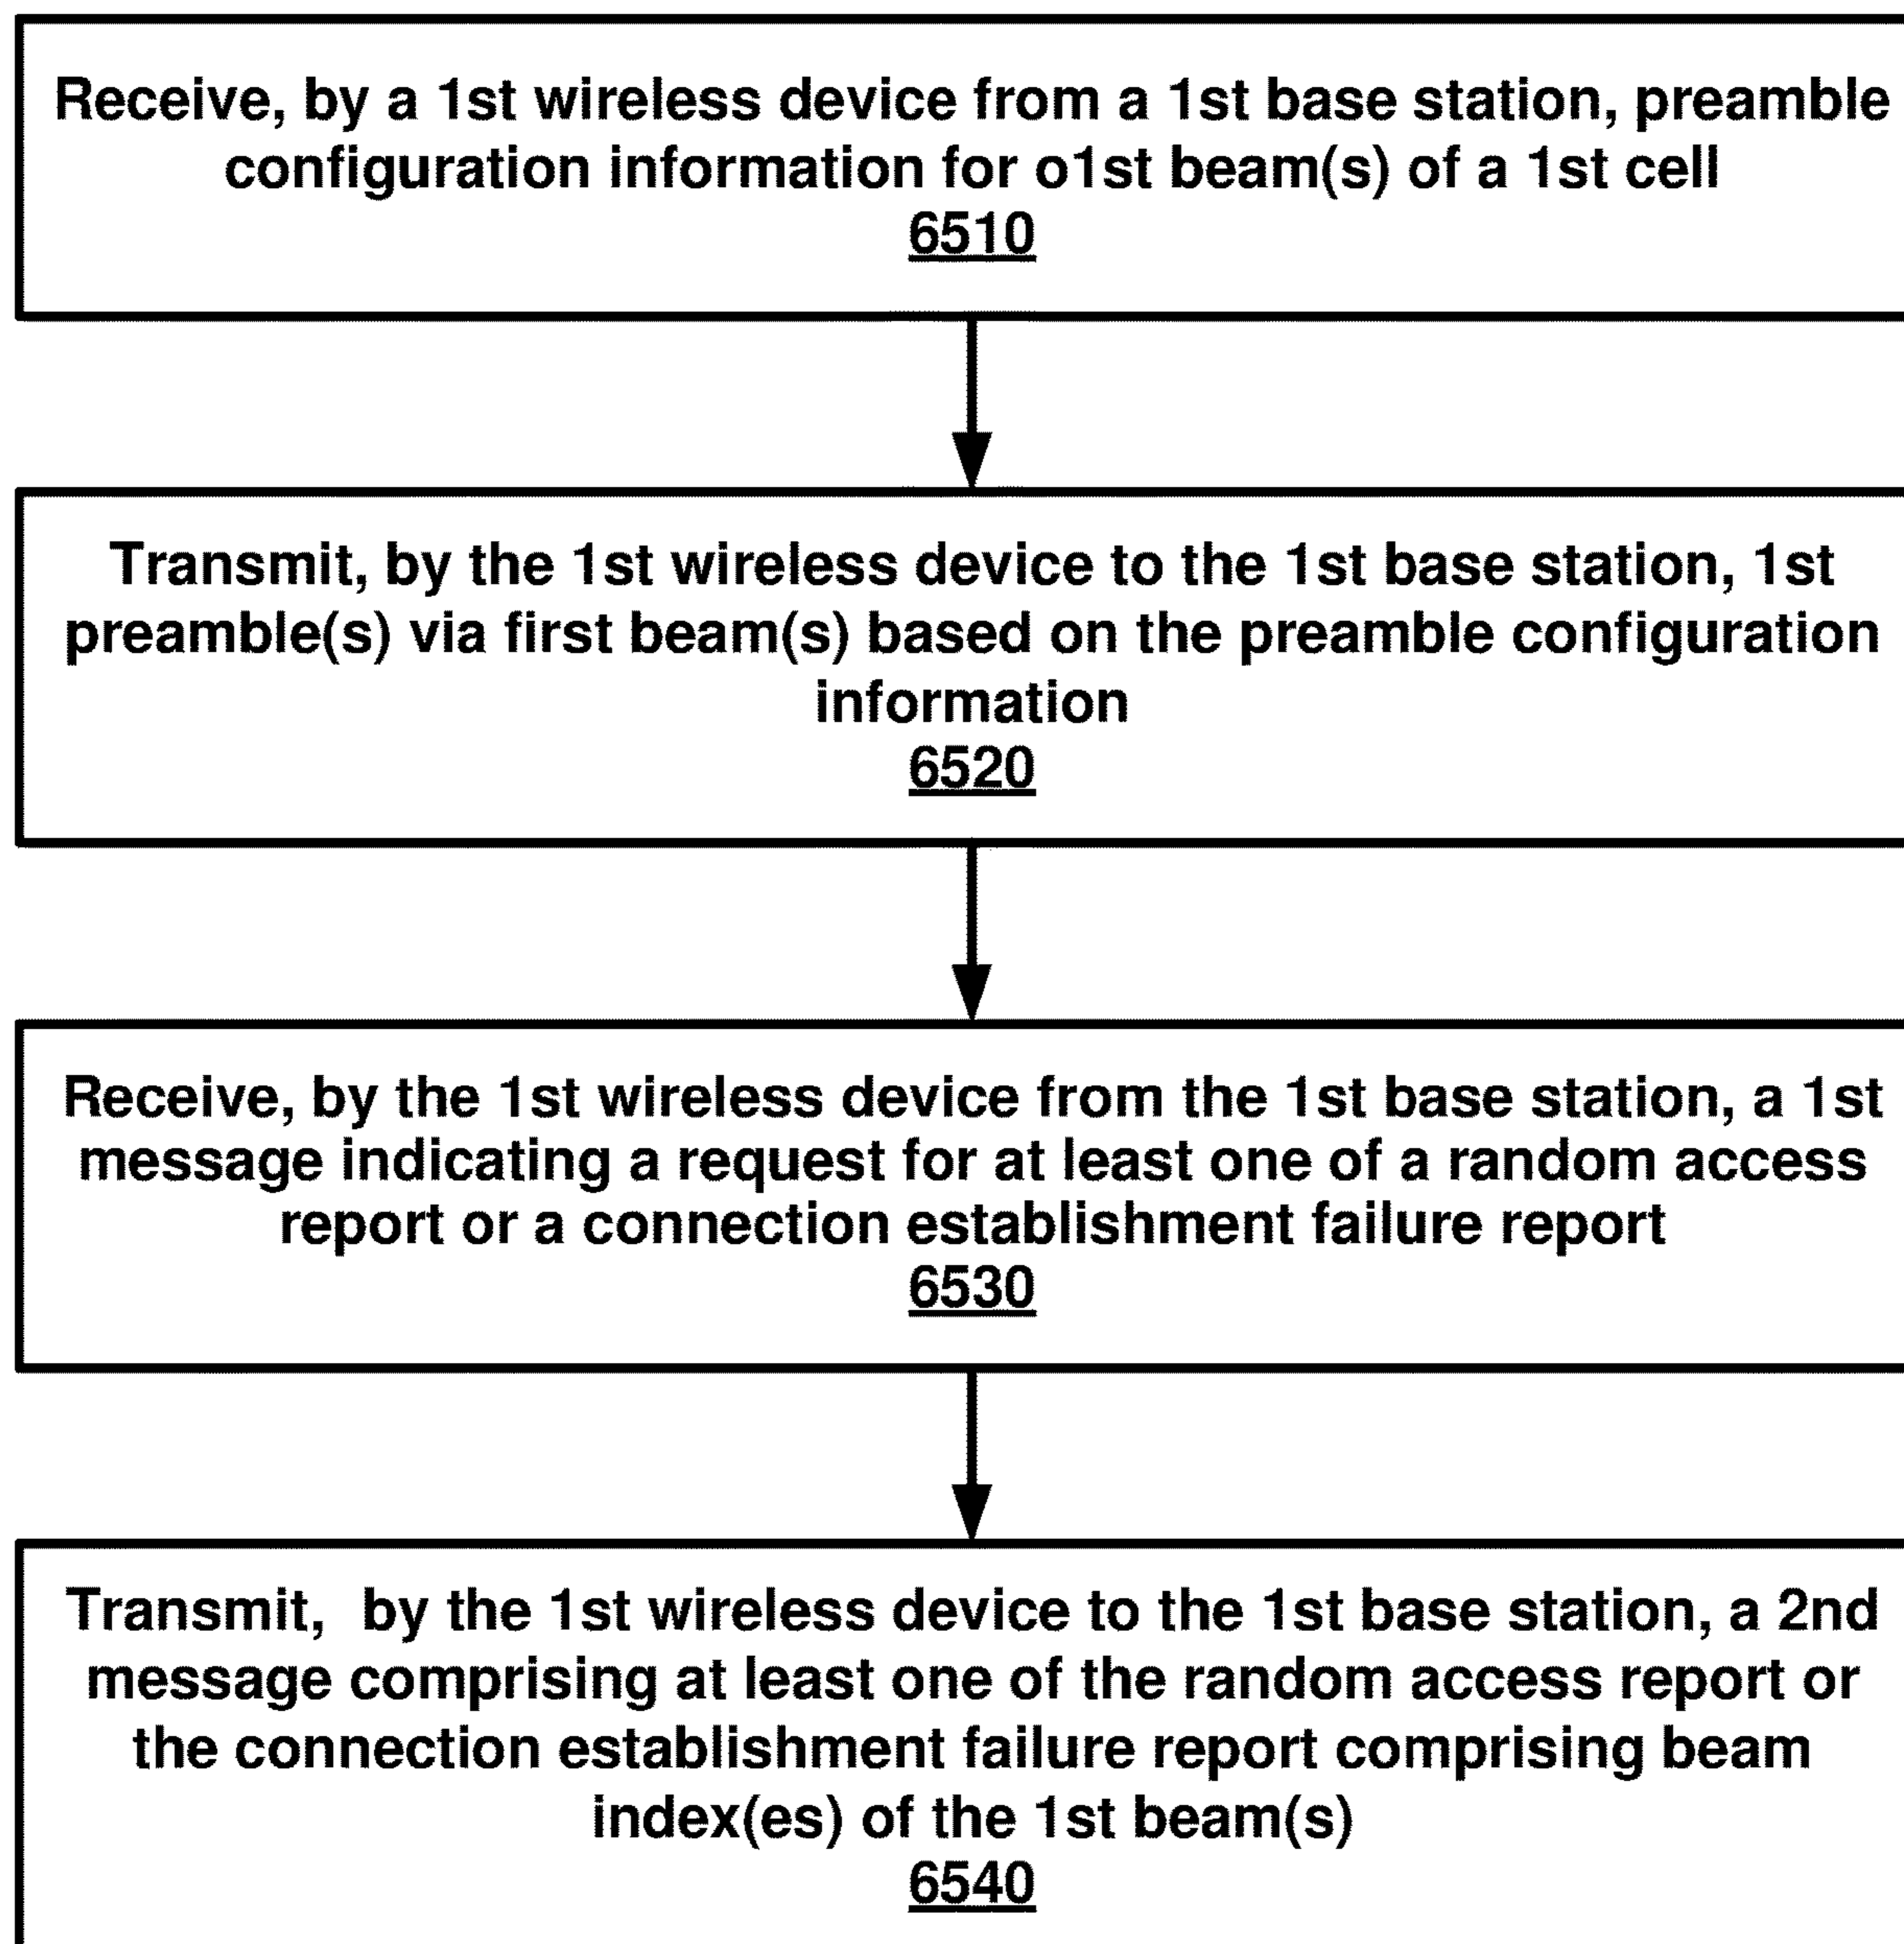 Receive, by a 1st wireless device from a 1st base station, preamble
configuration information for o1st beam(s) of a 1st cell
6510
Transmit, by the 1st wireless device to the 1st base station, 1st
preamble(s) via first beam(s) based on the preamble configuration
information
6520
Receive, by the 1st wireless device from the 1st base station, a 1st
message indicating a request for at least one of a random access
report or a connection establishment failure report
6530
Transmit, by the 1st wireless device to the 1st base station, a 2nd
message comprising at least one of the random access report or
the connection establishment failure report comprising beam
index(es) of the 1st beam(s)
6540